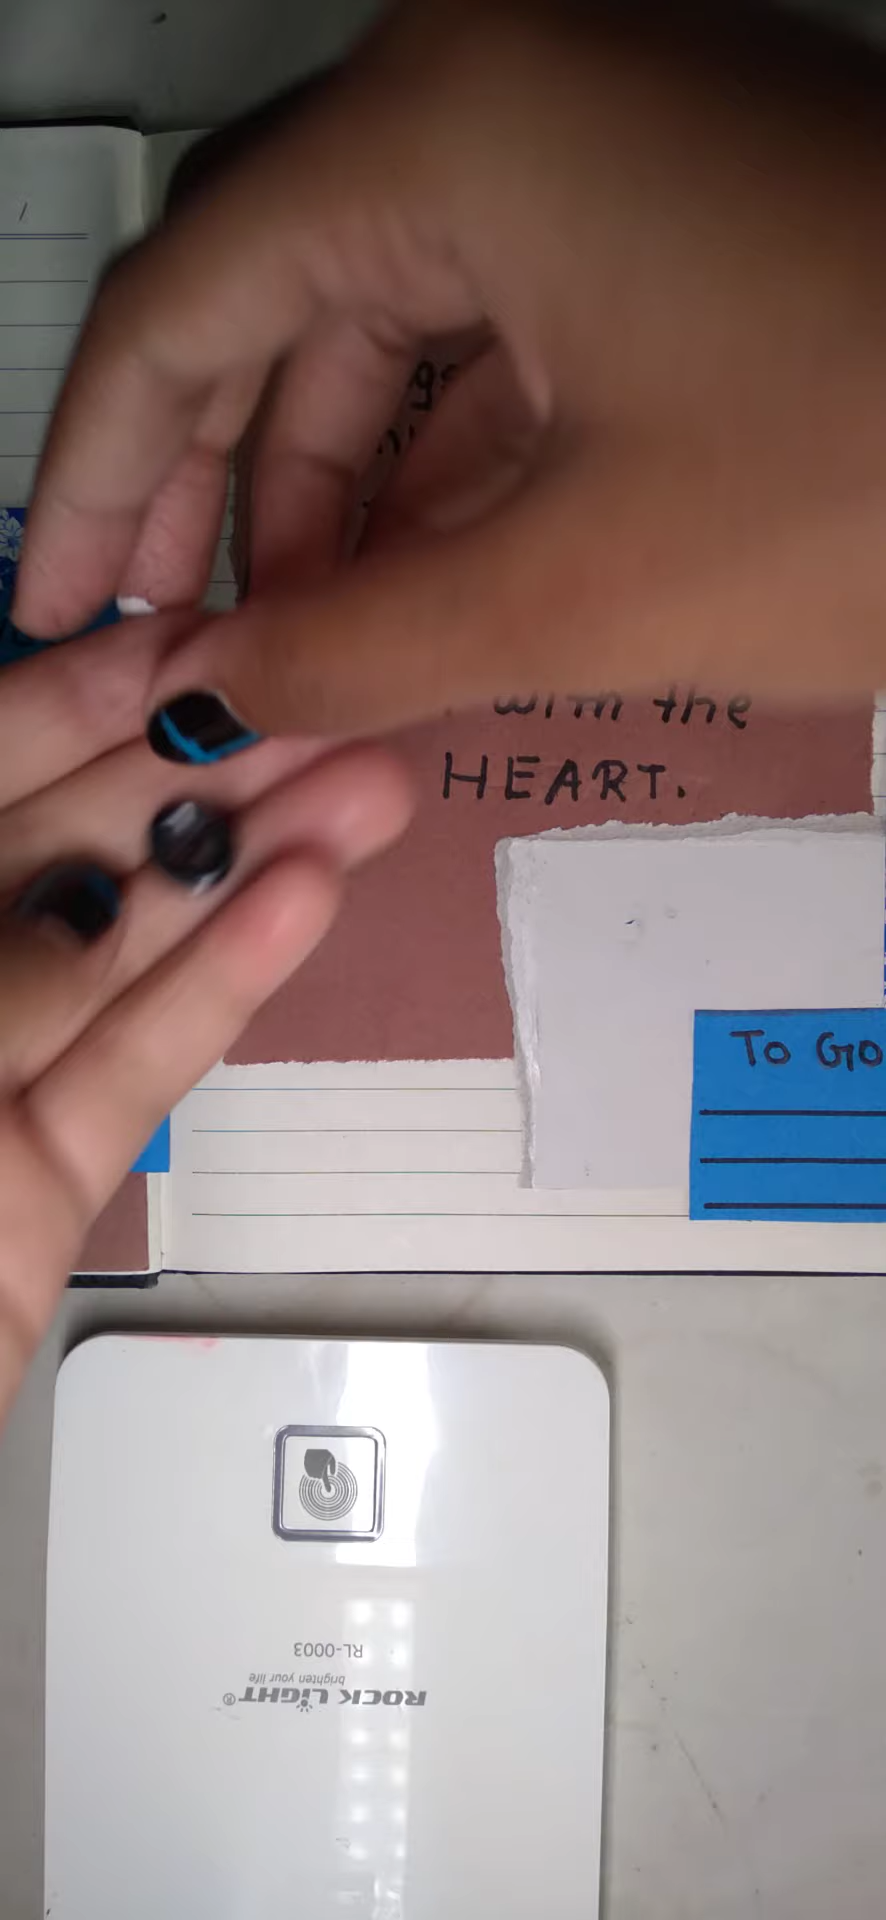 with the
HEART.
To GO
RL-0003
brighten your life
ROCK LiGHT®